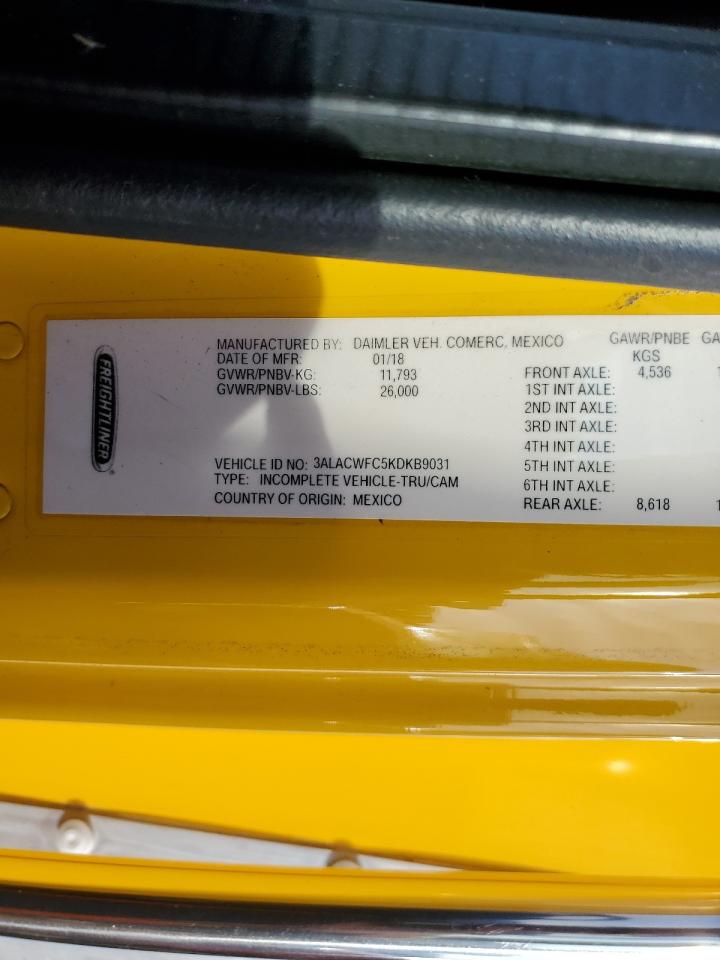 FREIGHTLINER
MANUFACTURED BY: DAIMLER VEH. COMERC. MEXICO
DATE OF MFR: 01/18
GVWR/PNBV-KG: 11,793
GVWR/PNBV-LBS: 26,000
VEHICLE ID NO: 3ALACWFC5KDKB9031
TYPE: INCOMPLETE VEHICLE-TRU/CAM
COUNTRY OF ORIGIN: MEXICO
GAWR/PNBE
KGS
FRONT AXLE: 4,536
1ST INT AXLE:
2ND INT AXLE:
3RD INT AXLE:
4TH INT AXLE:
5TH INT AXLE:
6TH INT AXLE:
REAR AXLE: 8,618